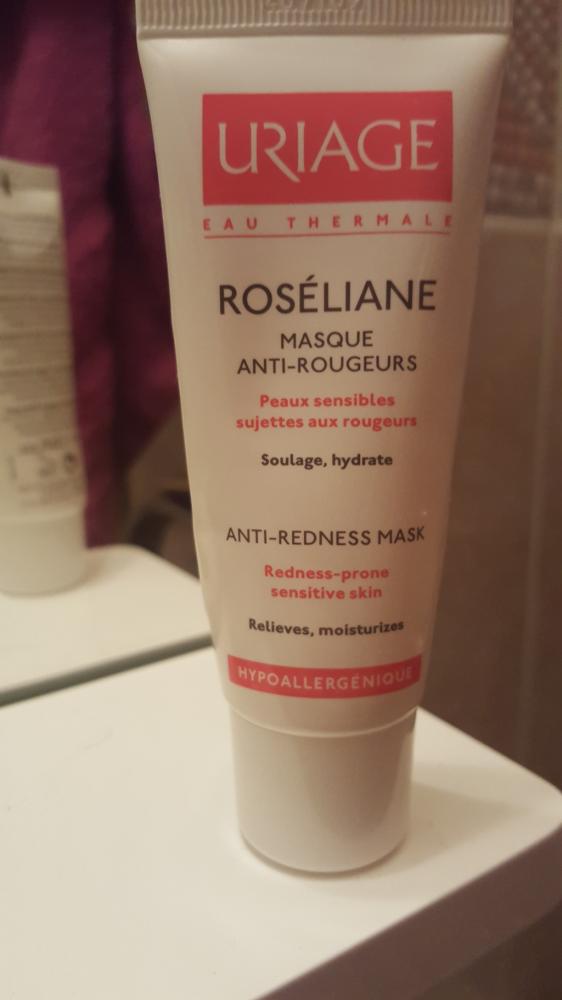 URIAGE
EAU THERMALE
ROSÉLIANE
MASQUE
ANTI-ROUGEURS
Peaux sensibles
sujettes aux rougeurs
Soulage, hydrate
ANTI-REDNESS MASK
Redness-prone
sensitive skin
Relieves, moisturizes
HYPOALLERGÉNIQUE